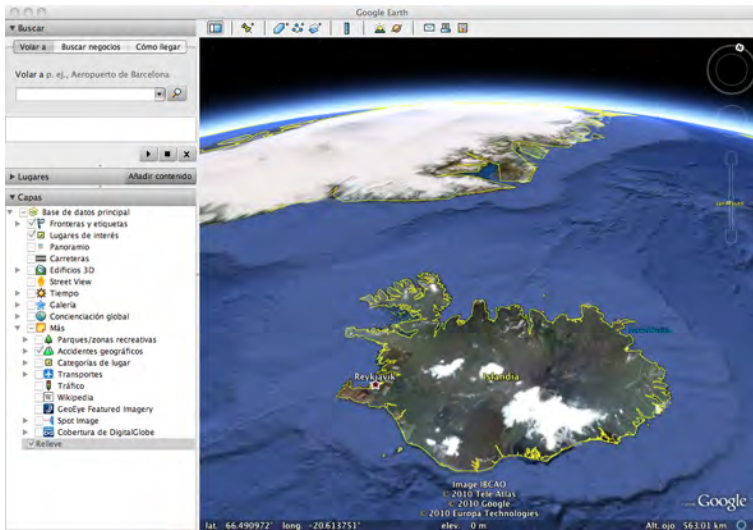 Google Earth
Buscar
Volar a
Buscar negocios
Cómo llegar
Volar a p. ej., Aeropuerto de Barcelona
Lugares
Añadir contenido
Capas
Base de datos principal
Fronteras y etiquetas
Lugares de interés
Panoramio
Carreteras
Edificios 3D
Street View
Tiempo
Galería
Concienciación global
Más
Parques/zonas recreativas
Accidentes geográficos
Categorías de lugar
Transportes
Tráfico
Wikipedia
GeoEye Featured Imagery
Spot Image
Cobertura de DigitalGlobe
Relieve
Reykjavik
Islandia
Image IBCAO
© 2010 Tele Atlas
© 2010 Google
© 2010 Europa Technologies
Google
lat. 66.490972° long. -20.613751° elev. 0 m
Alt. ojo 563.01 km